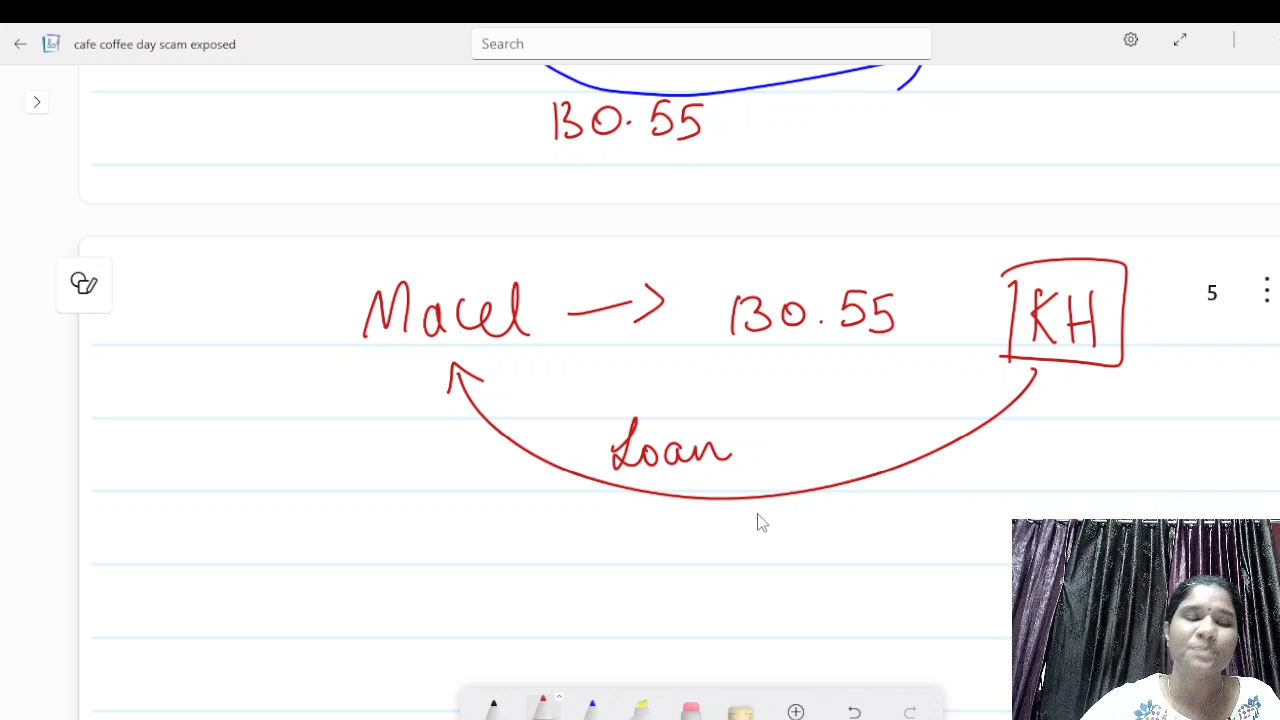 cafe coffee day scam exposed
Search
130.55
Macel → 130.55 KH
5
Loan